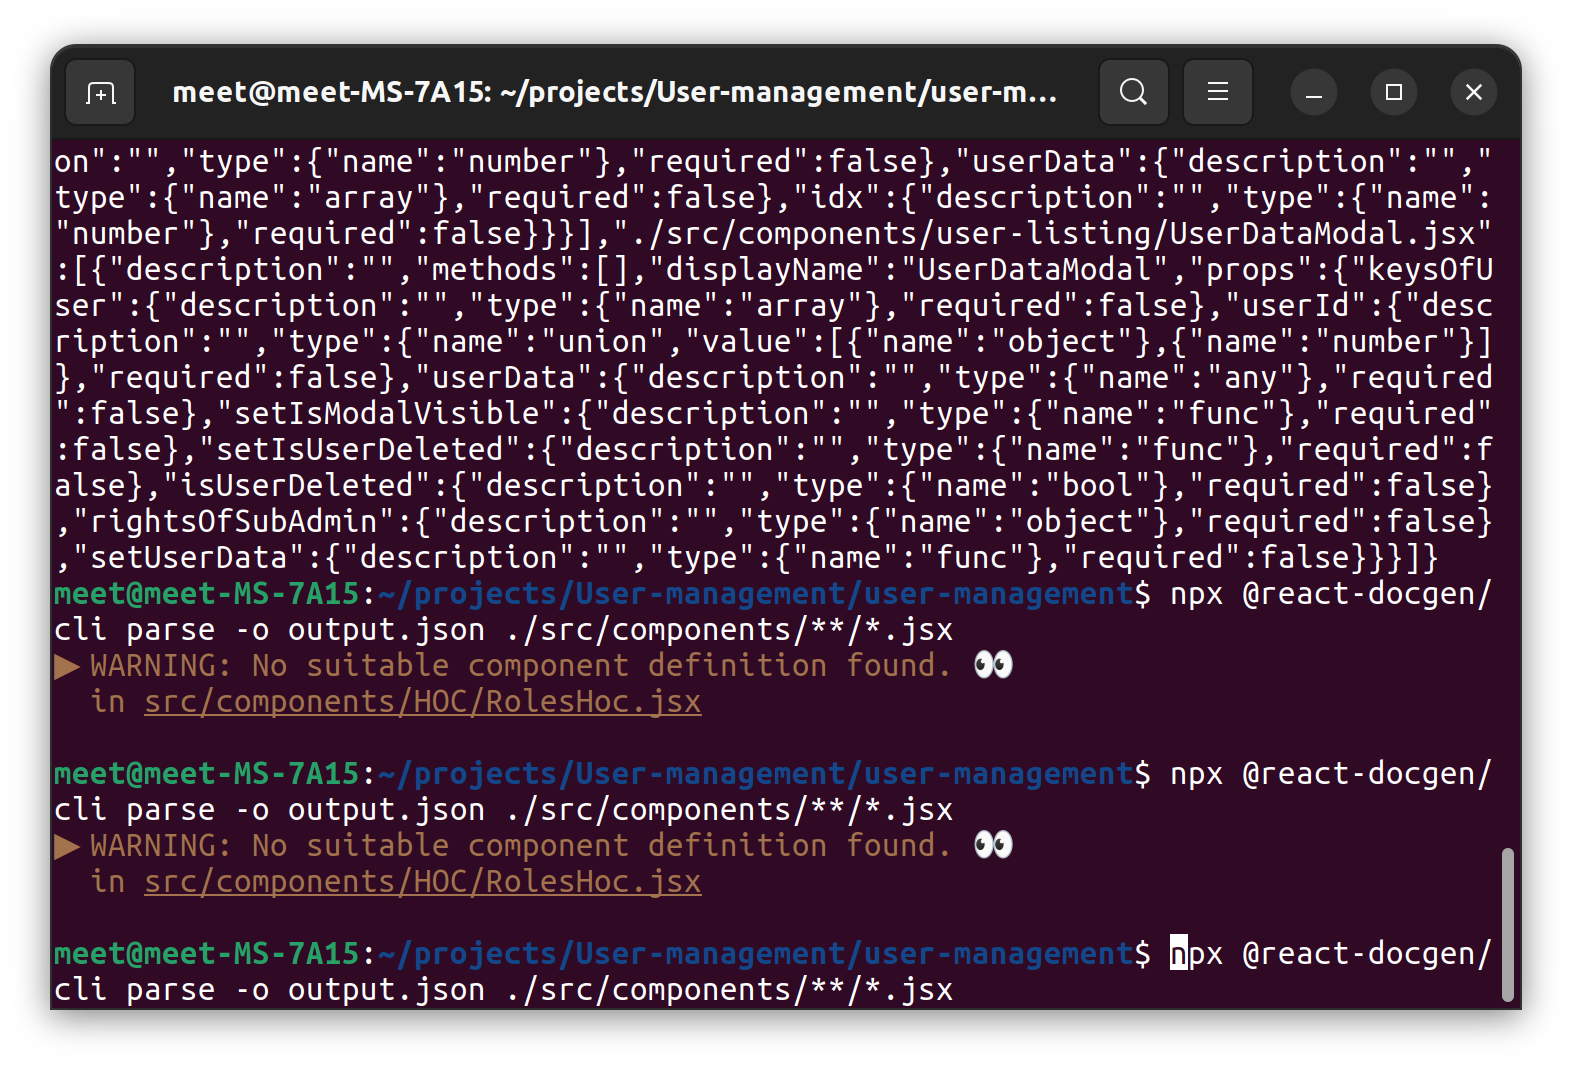 meet@meet-MS-7A15: ~/projects/User-management/user-m...
on":"","type":{"name":"number"},"required":false},"userData":{"description":"","
type":{"name":"array"},"required":false},"idx":{"description":"","type":{"name":
"number"},"required":false}}}],"./src/components/user-listing/UserDataModal.jsx"
:[{"description":"","methods":[],"displayName":"UserDataModal","props":{"keysOfU
ser":{"description":"","type":{"name":"array"},"required":false},"userId":{"desc
ription":"","type":{"name":"union","value":[{"name":"object"},{"name":"number"}]
},"required":false},"userData":{"description":"","type":{"name":"any"},"required
":false},"setIsModalVisible":{"description":"","type":{"name":"func"},"required"
:false},"setIsUserDeleted":{"description":"","type":{"name":"func"},"required":f
alse},"isUserDeleted":{"description":"","type":{"name":"bool"},"required":false}
,"rightsOfSubAdmin":{"description":"","type":{"name":"object"},"required":false}
,"setUserData":{"description":"","type":{"name":"func"},"required":false}}}]}
meet@meet-MS-7A15:~/projects/User-management/user-management$ npx @react-docgen/
cli parse -o output.json ./src/components/**/*.jsx
▶ WARNING: No suitable component definition found. 👀
in src/components/HOC/RolesHoc.jsx
meet@meet-MS-7A15:~/projects/User-management/user-management$ npx @react-docgen/
cli parse -o output.json ./src/components/**/*.jsx
▶ WARNING: No suitable component definition found. 👀
in src/components/HOC/RolesHoc.jsx
meet@meet-MS-7A15:~/projects/User-management/user-management$ npx @react-docgen/
cli parse -o output.json ./src/components/**/*.jsx